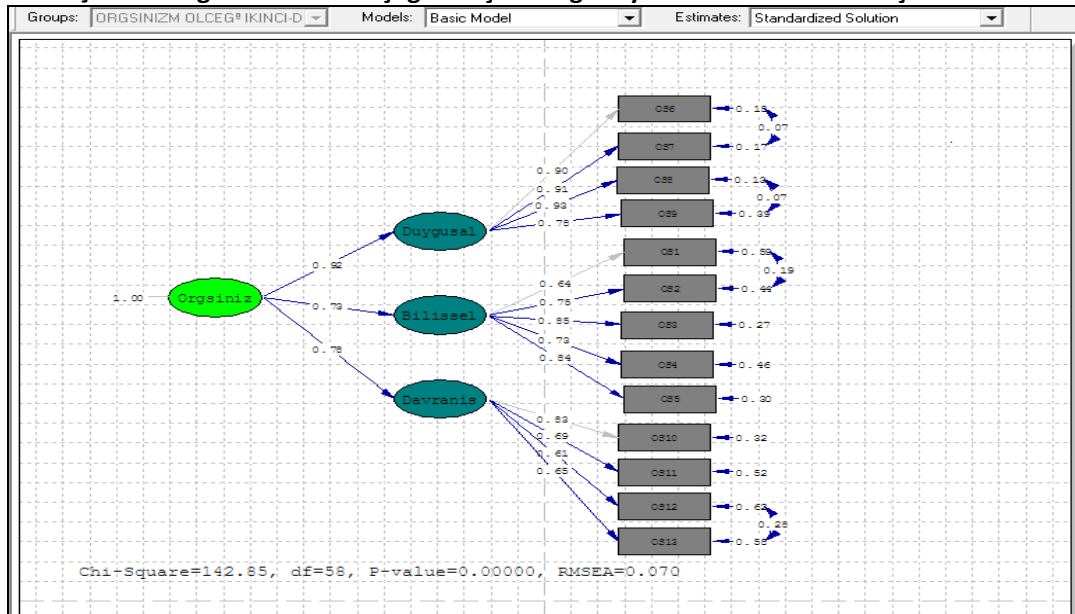 Groups: ORGSINIZM OLCEGª IKINCI-D Models: Basic Model Estimates: Standardized Solution
OS6
0.07
0.17
OS7
0.90
0.91
0.93
0.78
OS8
0.13
0.07
OS9
0.39
Duygusal
0.92
OS1
0.59
0.19
0.64
0.75
0.85
0.73
0.84
OS2
0.44
1.00
Orgsiniz
0.73
Bilissel
OS3
0.27
0.78
OS4
0.46
Davranis
OS5
0.30
0.83
0.69
0.61
0.65
OS10
0.32
OS11
0.52
OS12
0.63
0.28
OS13
0.58
Chi-Square=142.85, df=58, P-value=0.00000, RMSEA=0.070